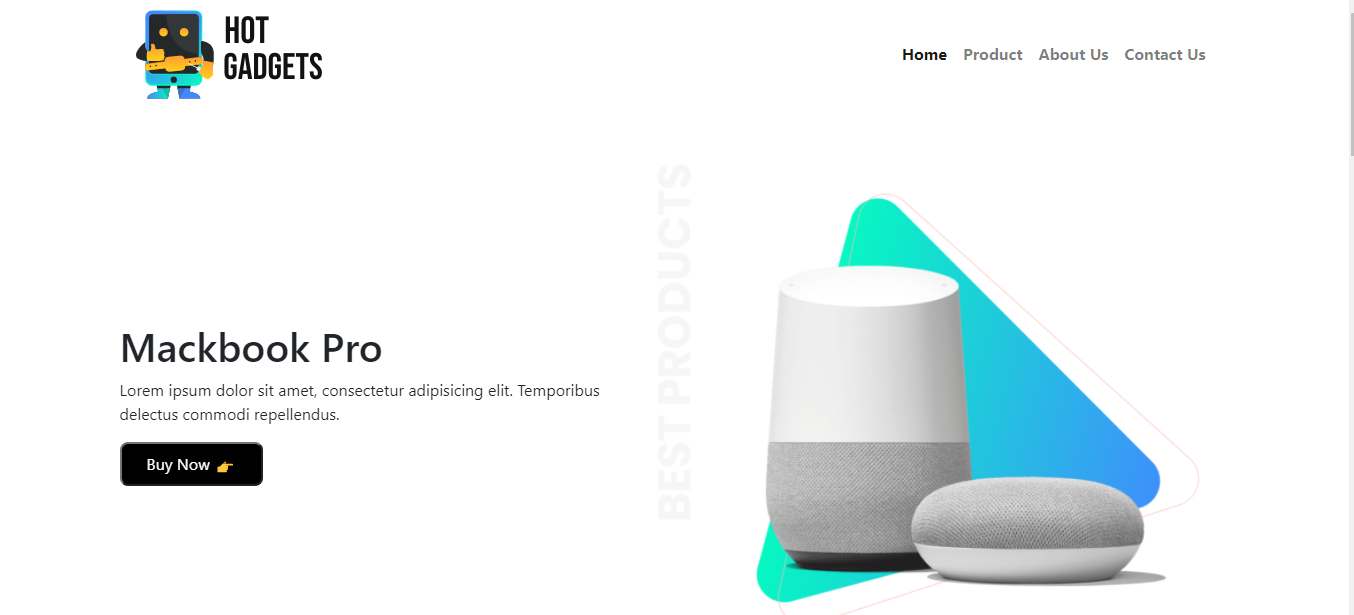 HOT
GADGETS
Home Product About Us Contact Us
BEST PRODUCTS
Mackbook Pro
Lorem ipsum dolor sit amet, consectetur adipisicing elit. Temporibus
delectus commodi repellendus.
Buy Now 👉